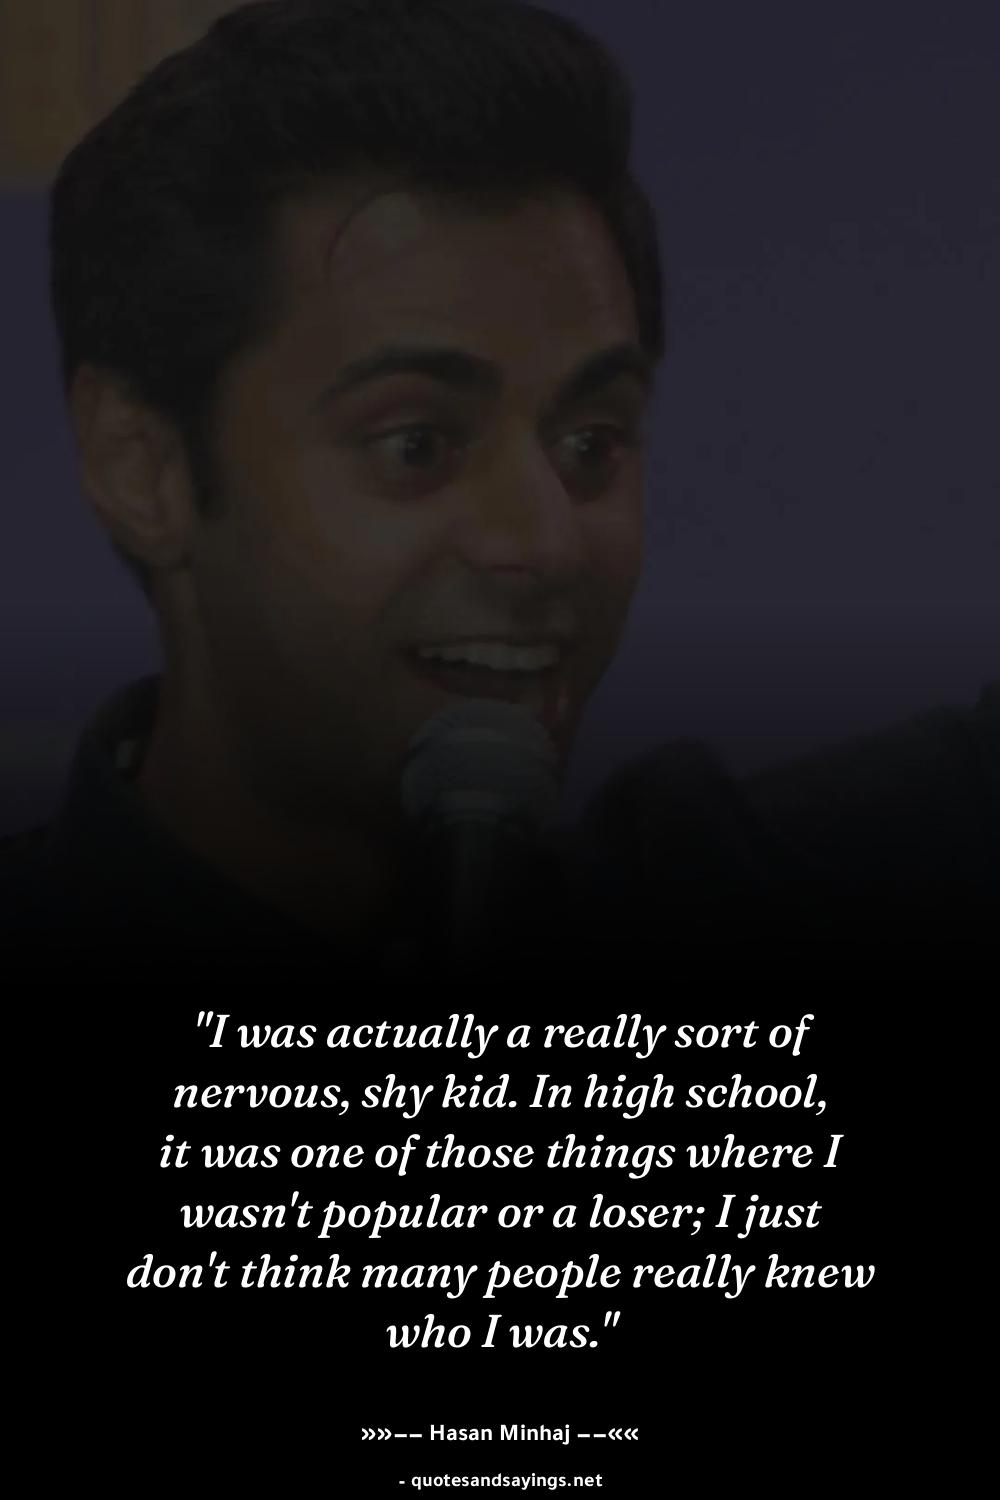 "I was actually a really sort of
nervous, shy kid. In high school,
it was one of those things where I
wasn't popular or a loser; I just
don't think many people really knew
who I was."
»»–– Hasan Minhaj ––««
- quotesandsayings.net